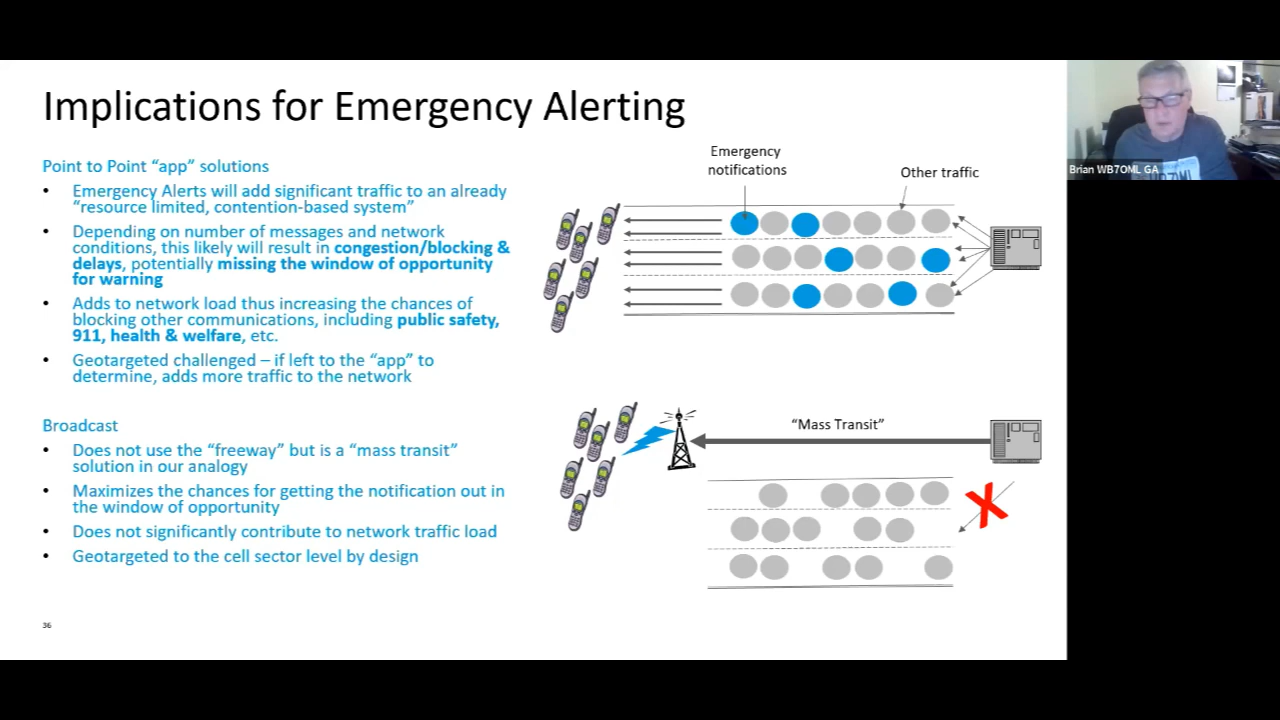 Implications for Emergency Alerting
Point to Point “app” solutions
• Emergency Alerts will add significant traffic to an already
“resource limited, contention-based system”
• Depending on number of messages and network
conditions, this likely will result in congestion/blocking &
delays, potentially missing the window of opportunity
for warning
• Adds to network load thus increasing the chances of
blocking other communications, including public safety,
911, health & welfare, etc.
• Geotargeted challenged – if left to the “app” to
determine, adds more traffic to the network
Broadcast
• Does not use the “freeway” but is a “mass transit”
solution in our analogy
• Maximizes the chances for getting the notification out in
the window of opportunity
• Does not significantly contribute to network traffic load
• Geotargeted to the cell sector level by design
36
Emergency
notifications
Other traffic
“Mass Transit”
X
Brian WB7OML GA